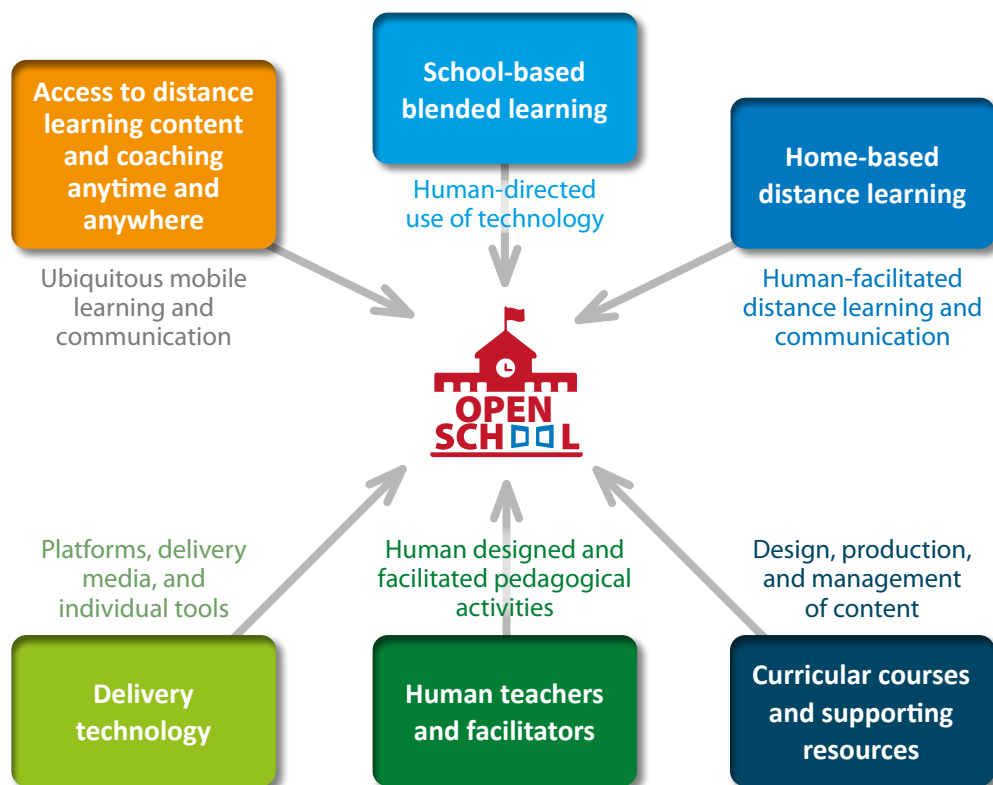 Access to distance
learning content
and coaching
anytime and
anywhere
Ubiquitous mobile
learning and
communication
School-based
blended learning
Human-directed
use of technology
Home-based
distance learning
Human-facilitated
distance learning and
communication
OPEN
SCHOOL
Platforms, delivery
media, and
individual tools
Delivery
technology
Human designed and
facilitated pedagogical
activities
Human teachers
and facilitators
Design, production,
and management
of content
Curricular courses
and supporting
resources